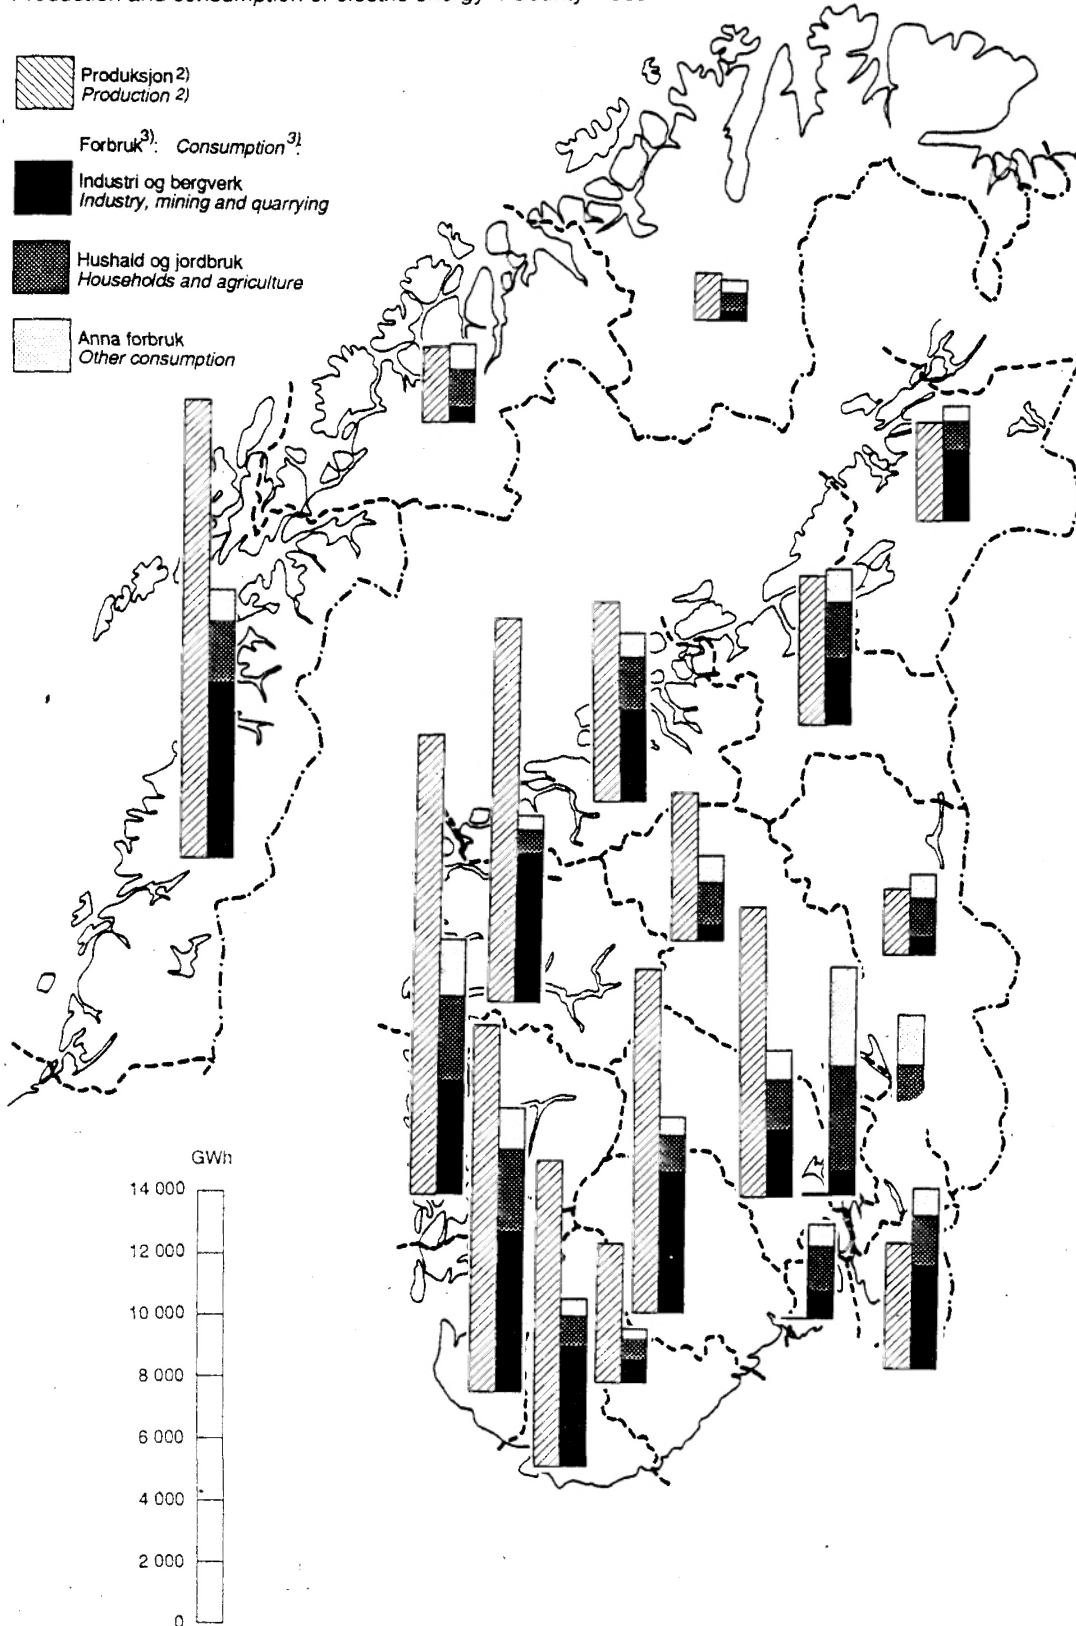 Produksjon 2)
Production 2)
Forbruk3): Consumption3):
Industri og bergverk
Industry, mining and quarrying
Hushald og jordbruk
Households and agriculture
Anna forbruk
Other consumption
GWh
14 000
12 000
10 000
8 000
6 000
4 000
2 000
0